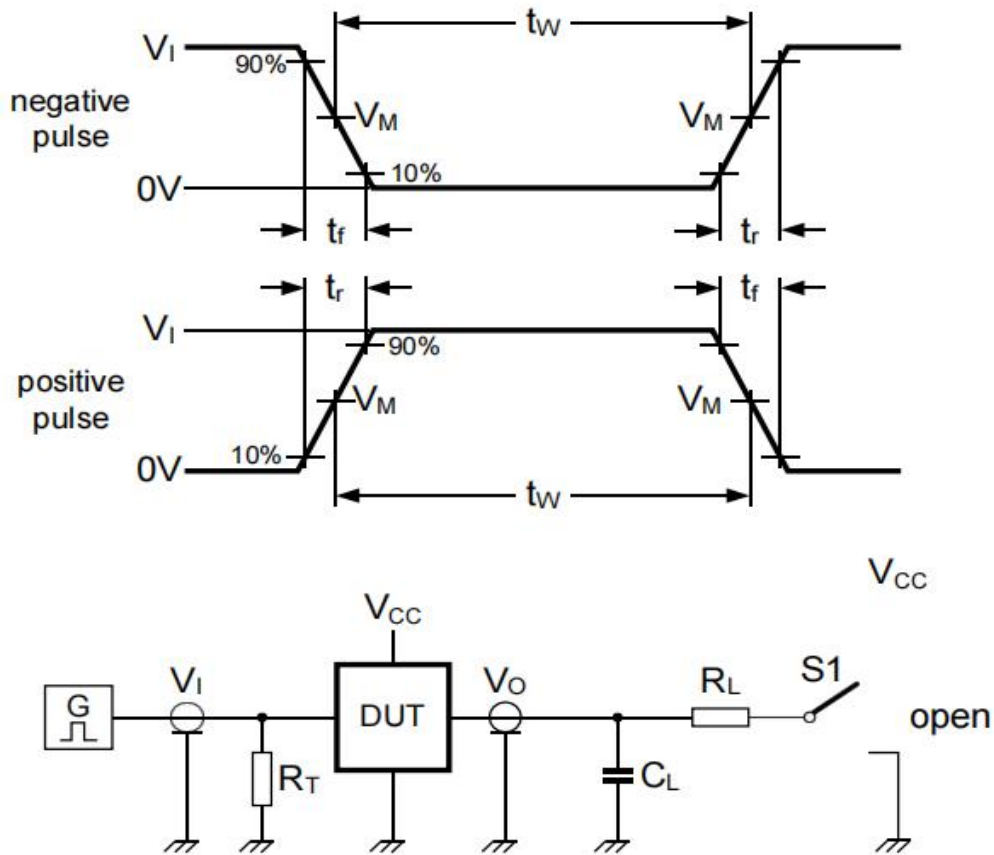 tW
VI
90%
negative
pulse
VM
VM
10%
0V
tf
tr
tr
tf
VI
90%
positive
pulse
VM
VM
10%
0V
tW
VCC
VCC
S1
VI
VO
RL
G
DUT
open
RT
CL